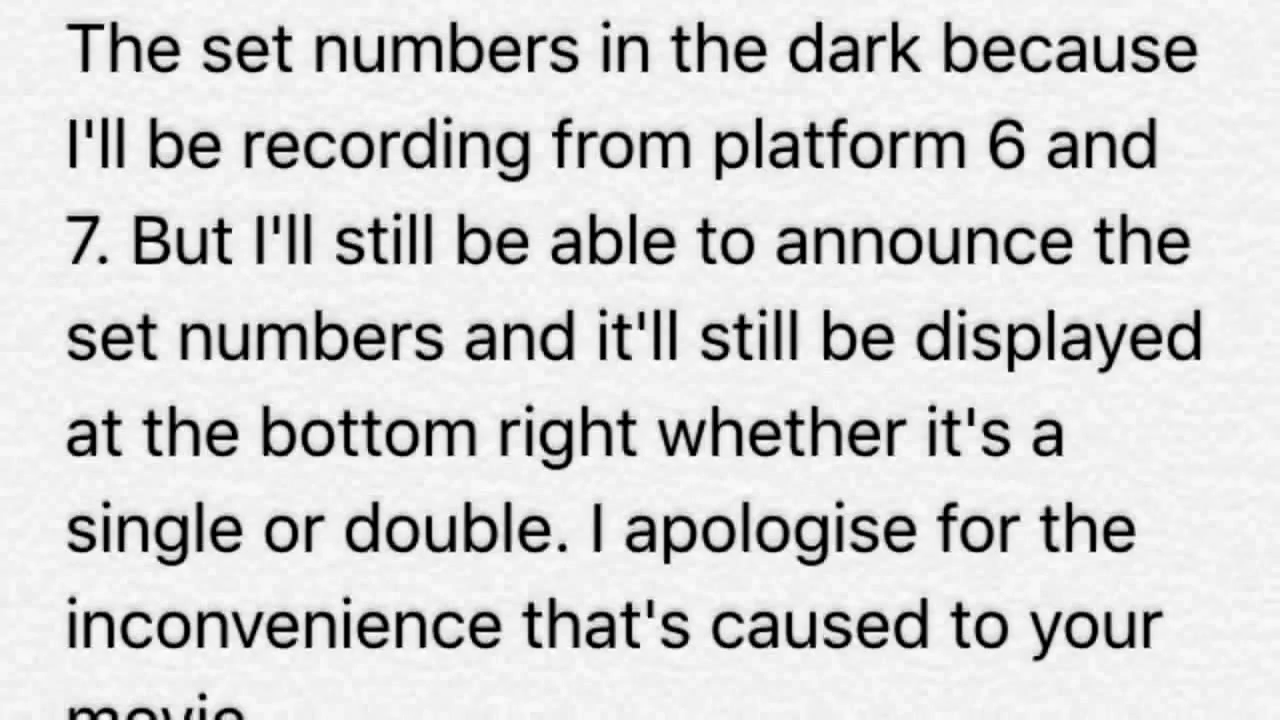 The set numbers in the dark because
I'll be recording from platform 6 and
7. But I'll still be able to announce the
set numbers and it'll still be displayed
at the bottom right whether it's a
single or double. I apologise for the
inconvenience that's caused to your
movie